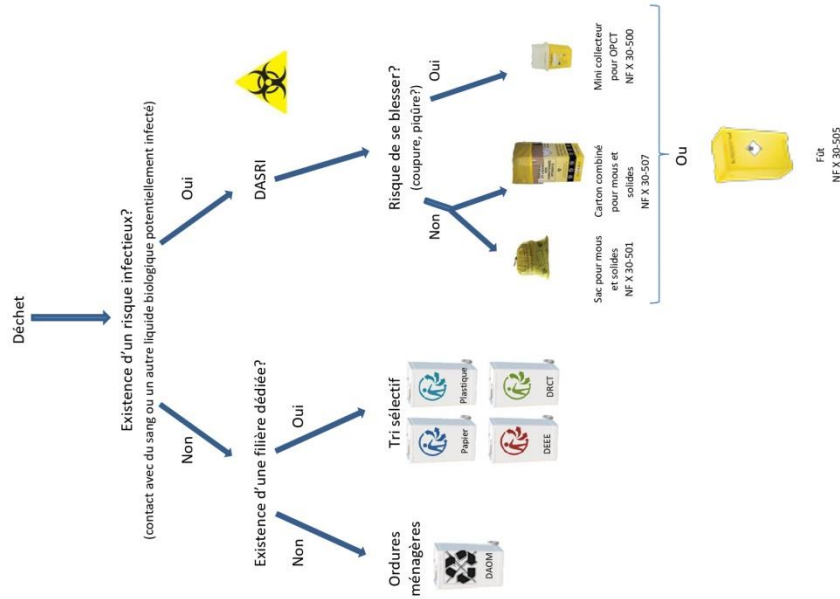 Déchet
Existence d'un risque infectieux?
(contact avec du sang ou un autre liquide biologique potentiellement infecté)
Non
Oui
Existence d'une filière dédiée?
DASRI
Non
Oui
Risque de se blesser?
(coupure, piqûre?)
Non
Oui
Ordures
ménagères
DAOM
Tri sélectif
Papier
Plastique
DEEE
DRCT
Sac pour mous
et solides
NF X 30-501
Carton combiné
pour mous et
solides
NF X 30-507
Mini collecteur
pour OPCT
NF X 30-500
Ou
Fût
NF X 30-505